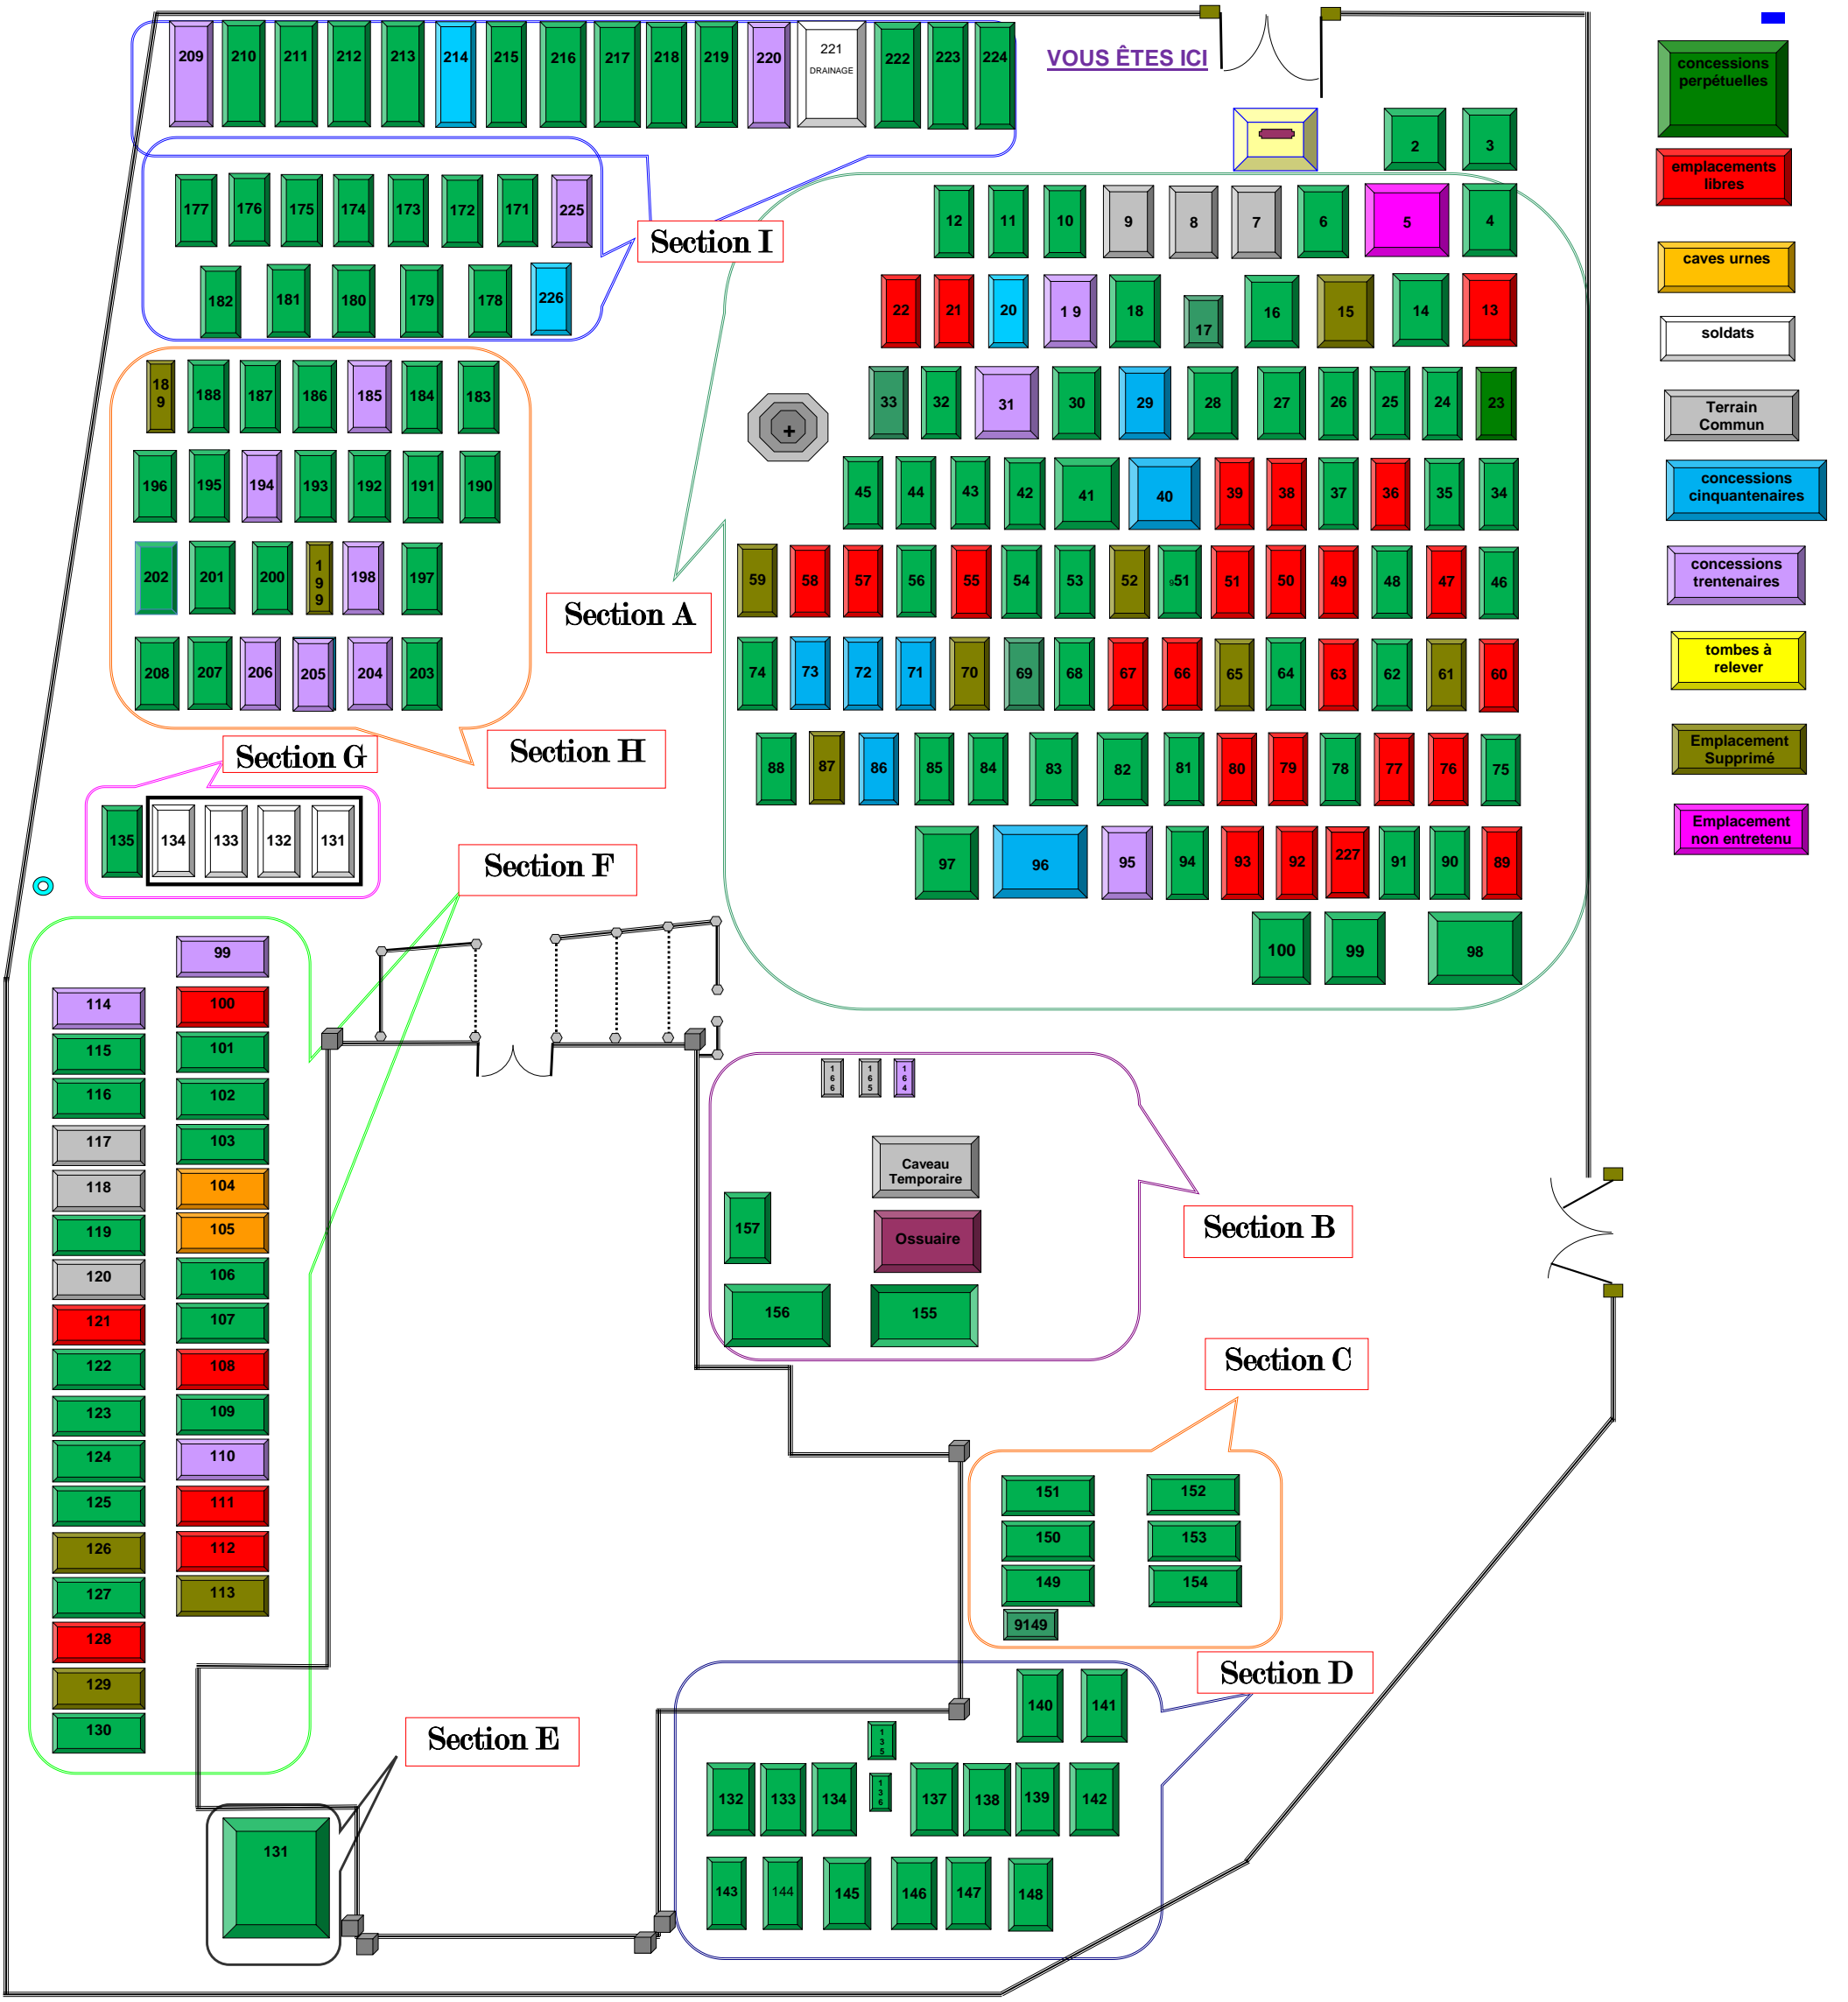 209 210 211 212 213 214 215 216 217 218 219 220 221 222 223 224
DRAINAGE
VOUS ÊTES ICI
2 3
177 176 175 174 173 172 171 225
12 11 10 9 8 7 6 5 4
Section I
182 181 180 179 178 226
22 21 20 1 9 18 17 16 15 14 13
189 188 187 186 185 184 183
33 32 31 30 29 28 27 26 25 24 23
+
196 195 194 193 192 191 190
45 44 43 42 41 40 39 38 37 36 35 34
202 201 200 199 198 197
59 58 57 56 55 54 53 52 951 51 50 49 48 47 46
Section A
208 207 206 205 204 203
74 73 72 71 70 69 68 67 66 65 64 63 62 61 60
Section H
Section G
88 87 86 85 84 83 82 81 80 79 78 77 76 75
135 134 133 132 131
Section F
97 96 95 94 93 92 227 91 90 89
100 99 98
99
114 100
115 101
116 102
117 103
118 104
119 105
120 106
121 107
122 108
123 109
124 110
125 111
126 112
127 113
128
129
130
166 165 164
Caveau
Temporaire
157
Ossuaire
Section B
156 155
Section C
151 152
150 153
149 154
9149
Section D
140 141
135
Section E
132 133 134 136 137 138 139 142
131
143 144 145 146 147 148
concessions
perpétuelles
emplacements
libres
caves urnes
soldats
Terrain
Commun
concessions
cinquantenaires
concessions
trentenaires
tombes à
relever
Emplacement
Supprimé
Emplacement
non entretenu